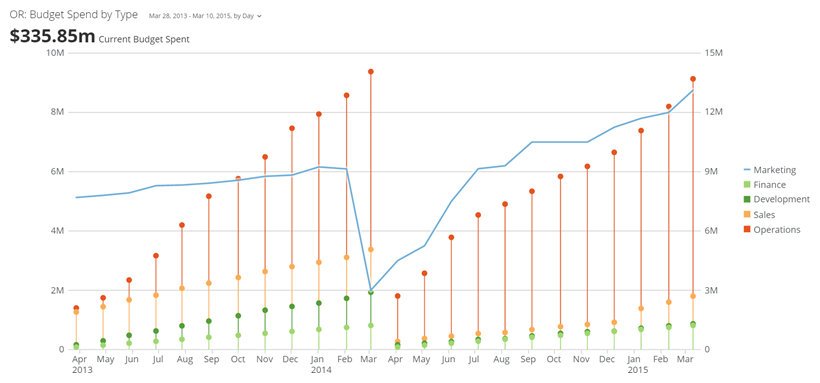 OR: Budget Spend by Type Mar 28, 2013 - Mar 10, 2015, by Day
$335.85m Current Budget Spent
10M 15M
8M 12M
6M 9M
4M 6M
2M 3M
0 0
Marketing
Finance
Development
Sales
Operations
Apr May Jun Jul Aug Sep Oct Nov Dec Jan Feb Mar Apr May Jun Jul Aug Sep Oct Nov Dec Jan Feb Mar
2013 2014 2015